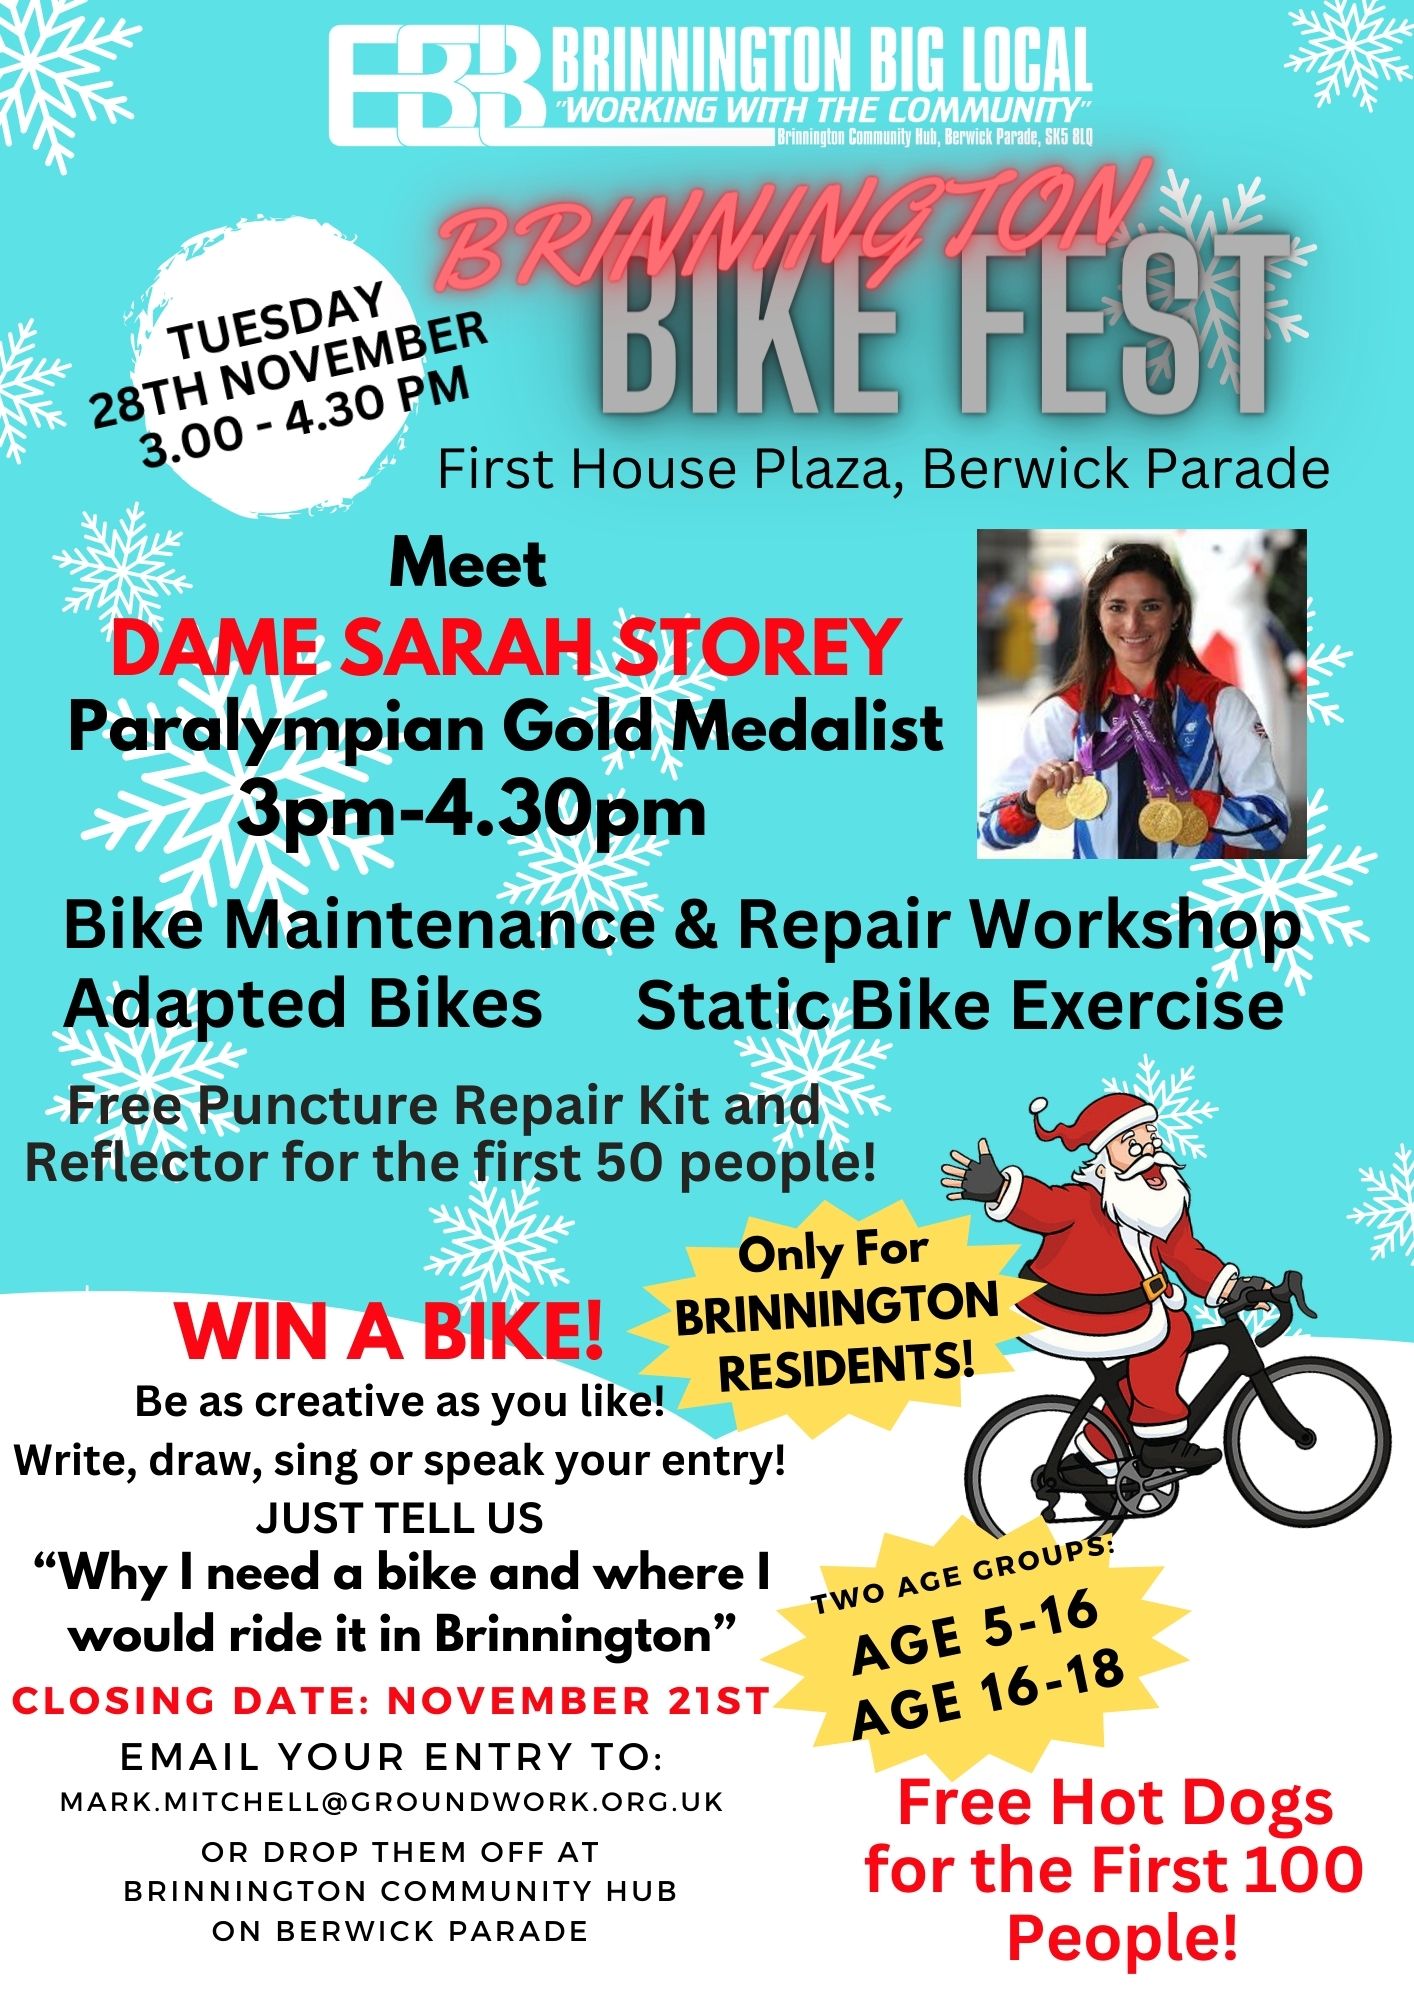 BBB BRINNINGTON BIG LOCAL
"WORKING WITH THE COMMUNITY"
Brinnington Community Hub, Berwick Parade, SK5 8LQ
BRINNINGTON
BIKE FEST
TUESDAY
28TH NOVEMBER
3.00 - 4.30 PM
First House Plaza, Berwick Parade
Meet
DAME SARAH STOREY
Paralympian Gold Medalist
3pm-4.30pm
Bike Maintenance & Repair Workshop
Adapted Bikes Static Bike Exercise
Free Puncture Repair Kit and
Reflector for the first 50 people!
Only For
BRINNINGTON
RESIDENTS!
WIN A BIKE!
Be as creative as you like!
Write, draw, sing or speak your entry!
JUST TELL US
“Why I need a bike and where I
would ride it in Brinnington”
CLOSING DATE: NOVEMBER 21ST
EMAIL YOUR ENTRY TO:
MARK.MITCHELL@GROUNDWORK.ORG.UK
OR DROP THEM OFF AT
BRINNINGTON COMMUNITY HUB
ON BERWICK PARADE
TWO AGE GROUPS:
AGE 5-16
AGE 16-18
Free Hot Dogs
for the First 100
People!